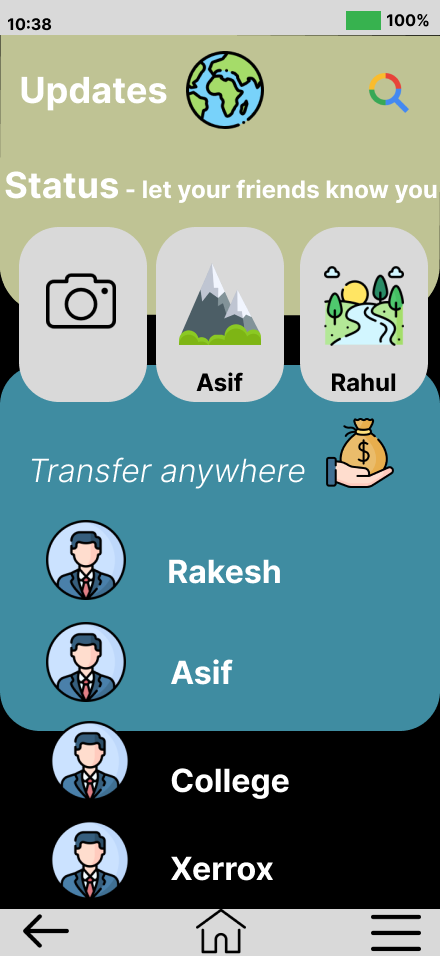 10:38 100%
Updates
Status - let your friends know you
Asif Rahul
Transfer anywhere
$
Rakesh
Asif
College
Xerrox